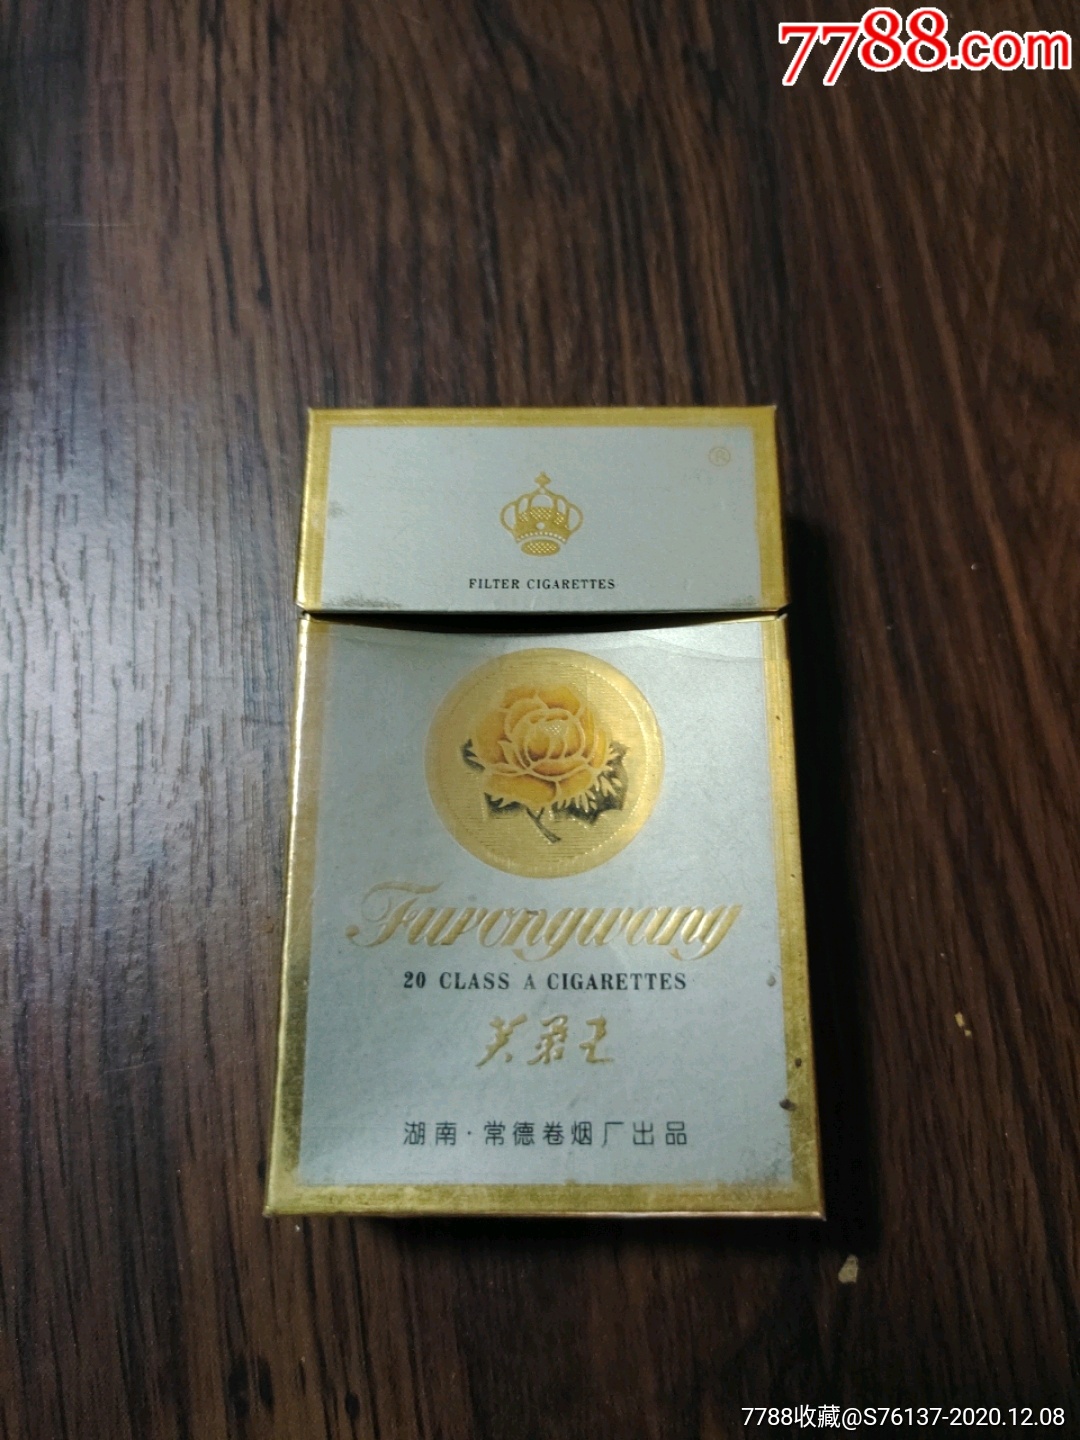 7788.com
®
FILTER CIGARETTES
Furongwang
20 CLASS A CIGARETTES
芙蓉王
湖南·常德卷烟厂出品
7788收藏@S76137-2020.12.08